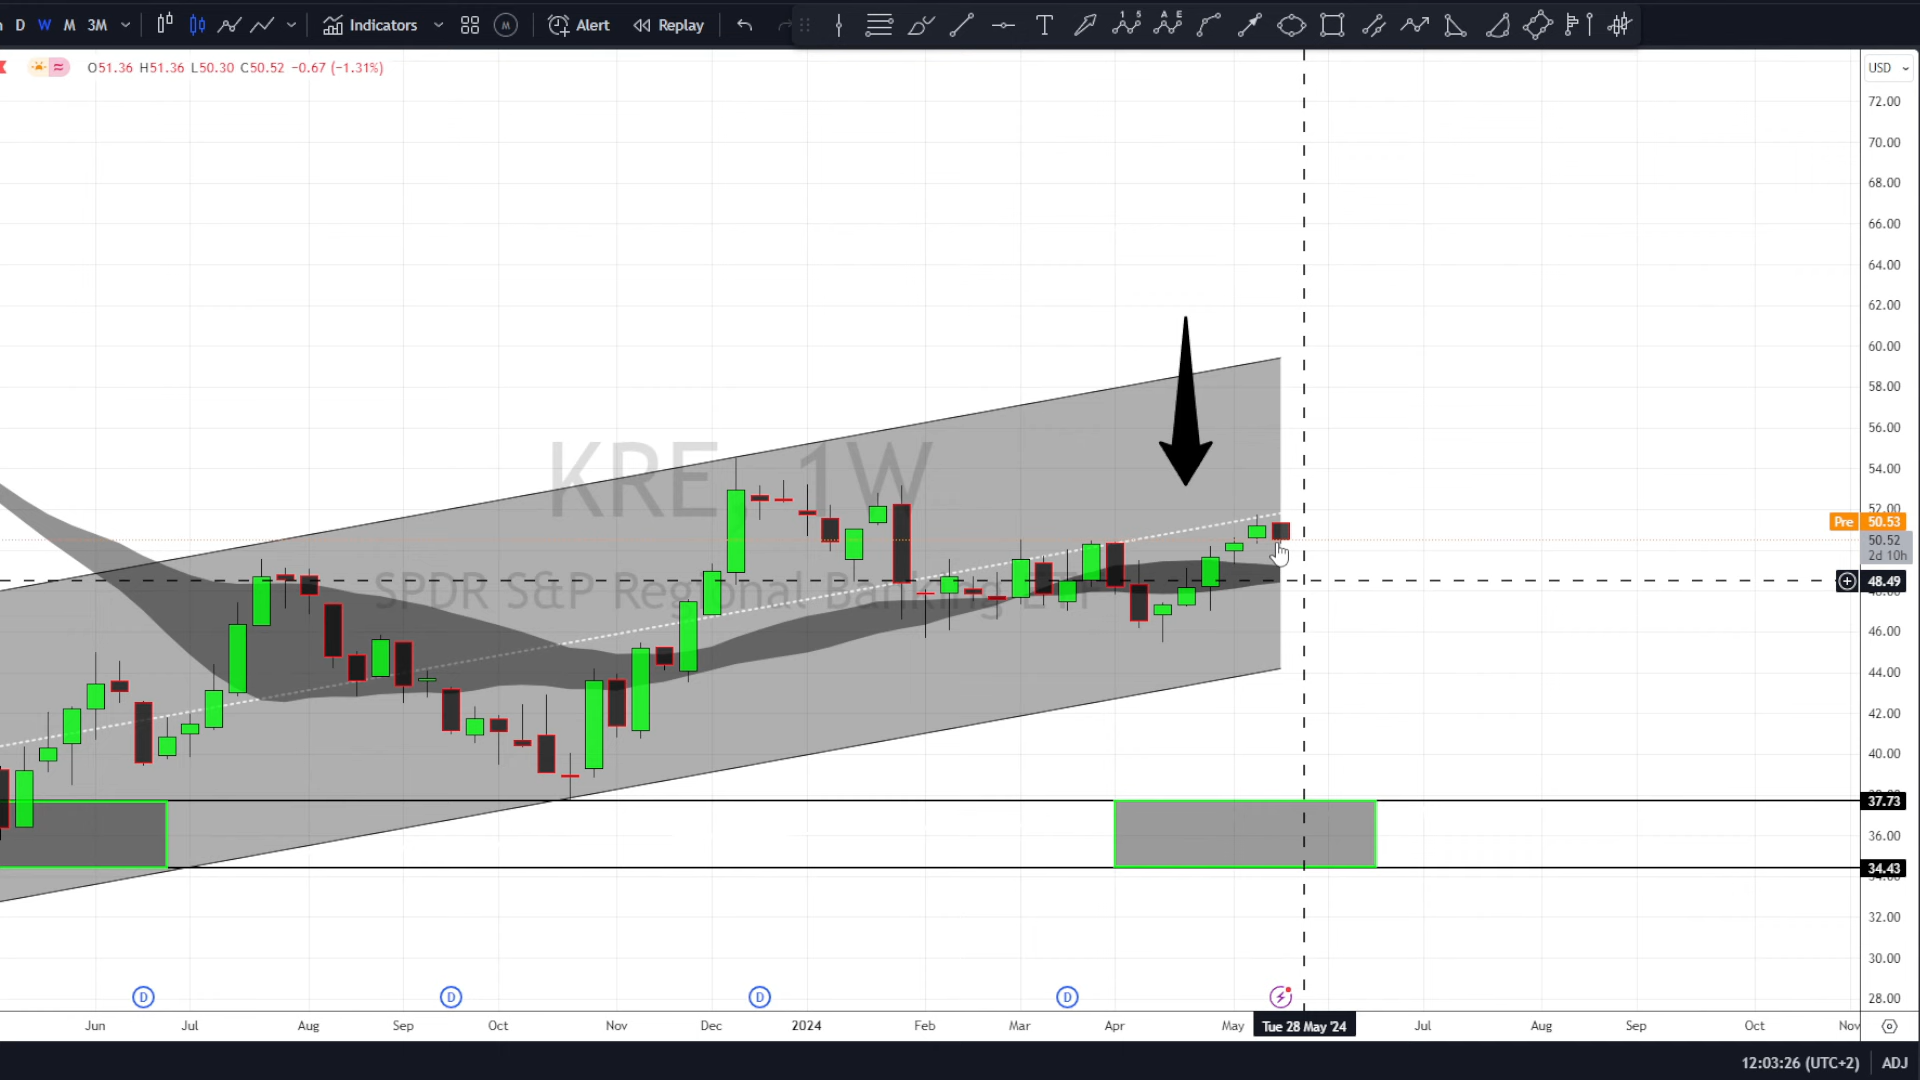 D W M 3M Indicators M Alert Replay T 1 5 A E
O51.36 H51.36 L50.30 C50.52 −0.67 (−1.31%)
USD
72.00
70.00
68.00
66.00
64.00
62.00
60.00
58.00
56.00
54.00
KRE, 1W
52.00
Pre 50.53
50.52
2d 10h
48.49
SPDR S&P Regional Banking ETF
46.00
44.00
42.00
40.00
37.73
36.00
34.43
32.00
30.00
28.00
D D D D
Jun Jul Aug Sep Oct Nov Dec 2024 Feb Mar Apr May Tue 28 May '24 Jul Aug Sep Oct Nov
12:03:26 (UTC+2) ADJ